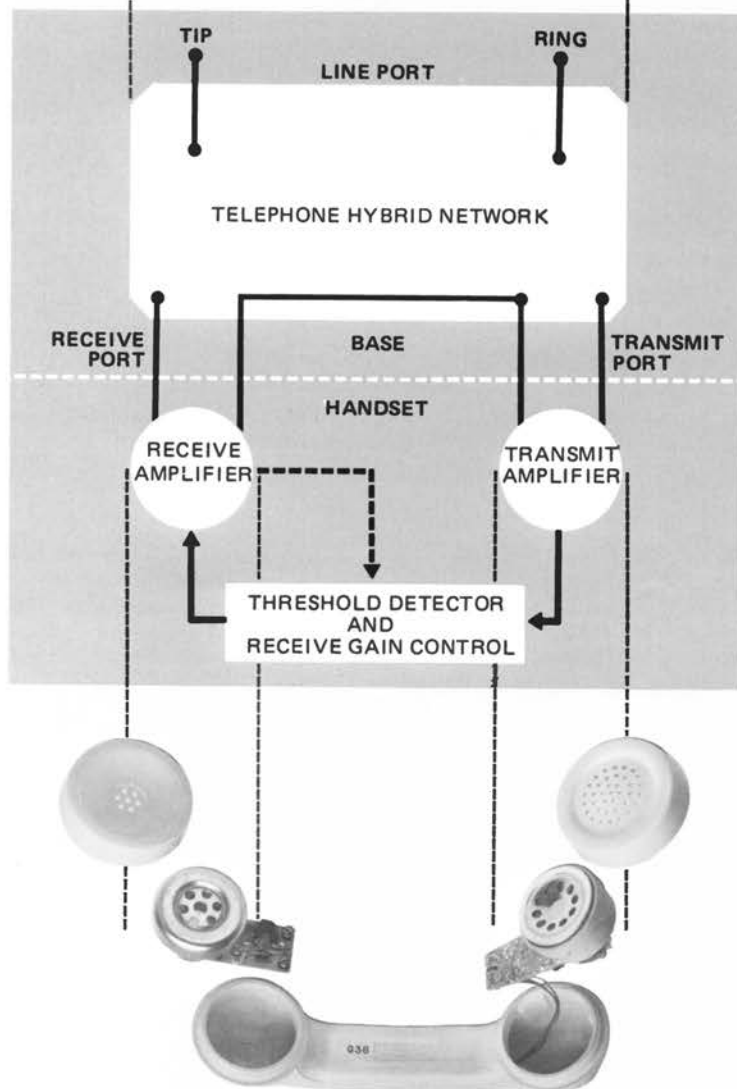 TIP
RING
LINE PORT
TELEPHONE HYBRID NETWORK
RECEIVE
PORT
BASE
TRANSMIT
PORT
HANDSET
RECEIVE
AMPLIFIER
TRANSMIT
AMPLIFIER
THRESHOLD DETECTOR
AND
RECEIVE GAIN CONTROL
G36